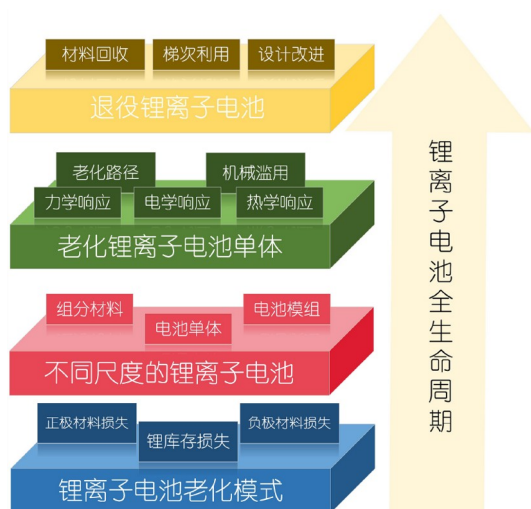 材料回收 梯次利用 设计改进
退役锂离子电池
老化路径 机械滥用
力学响应 电学响应 热学响应
老化锂离子电池单体
组分材料 电池模组
电池单体
不同尺度的锂离子电池
正极材料损失 负极材料损失
锂库存损失
锂离子电池老化模式
锂离子电池全生命周期